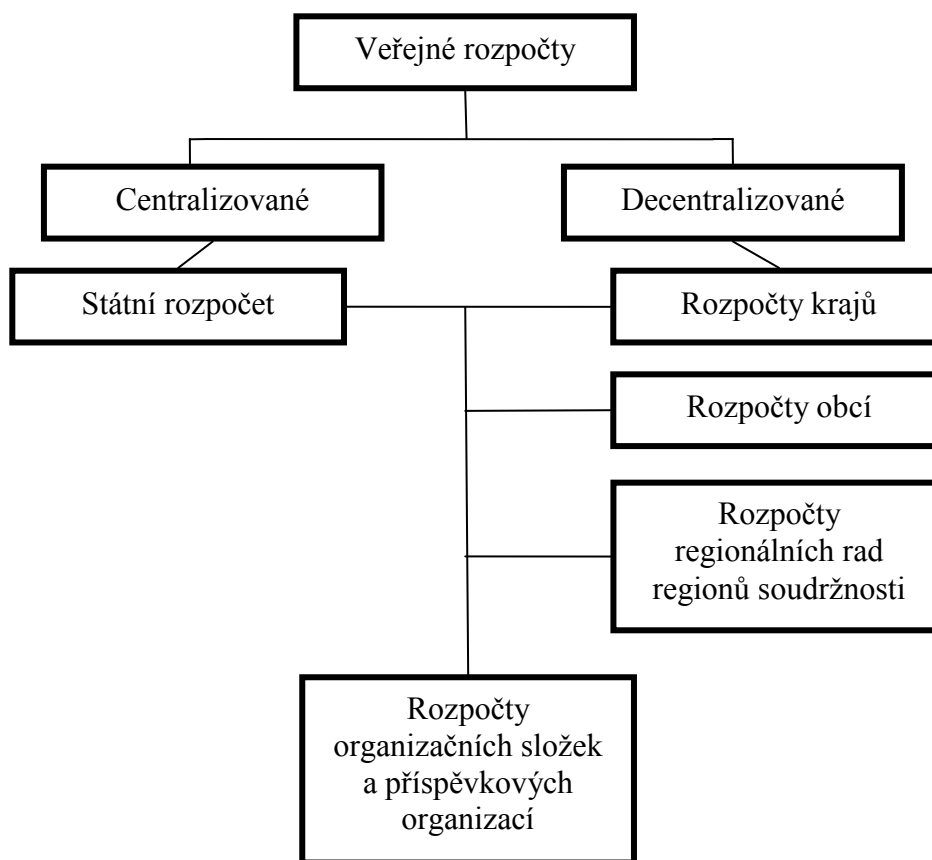 Veřejné rozpočty
Centralizované
Decentralizované
Státní rozpočet
Rozpočty krajů
Rozpočty obcí
Rozpočty
regionálních rad
regionů soudržnosti
Rozpočty
organizačních složek
a příspěvkových
organizací